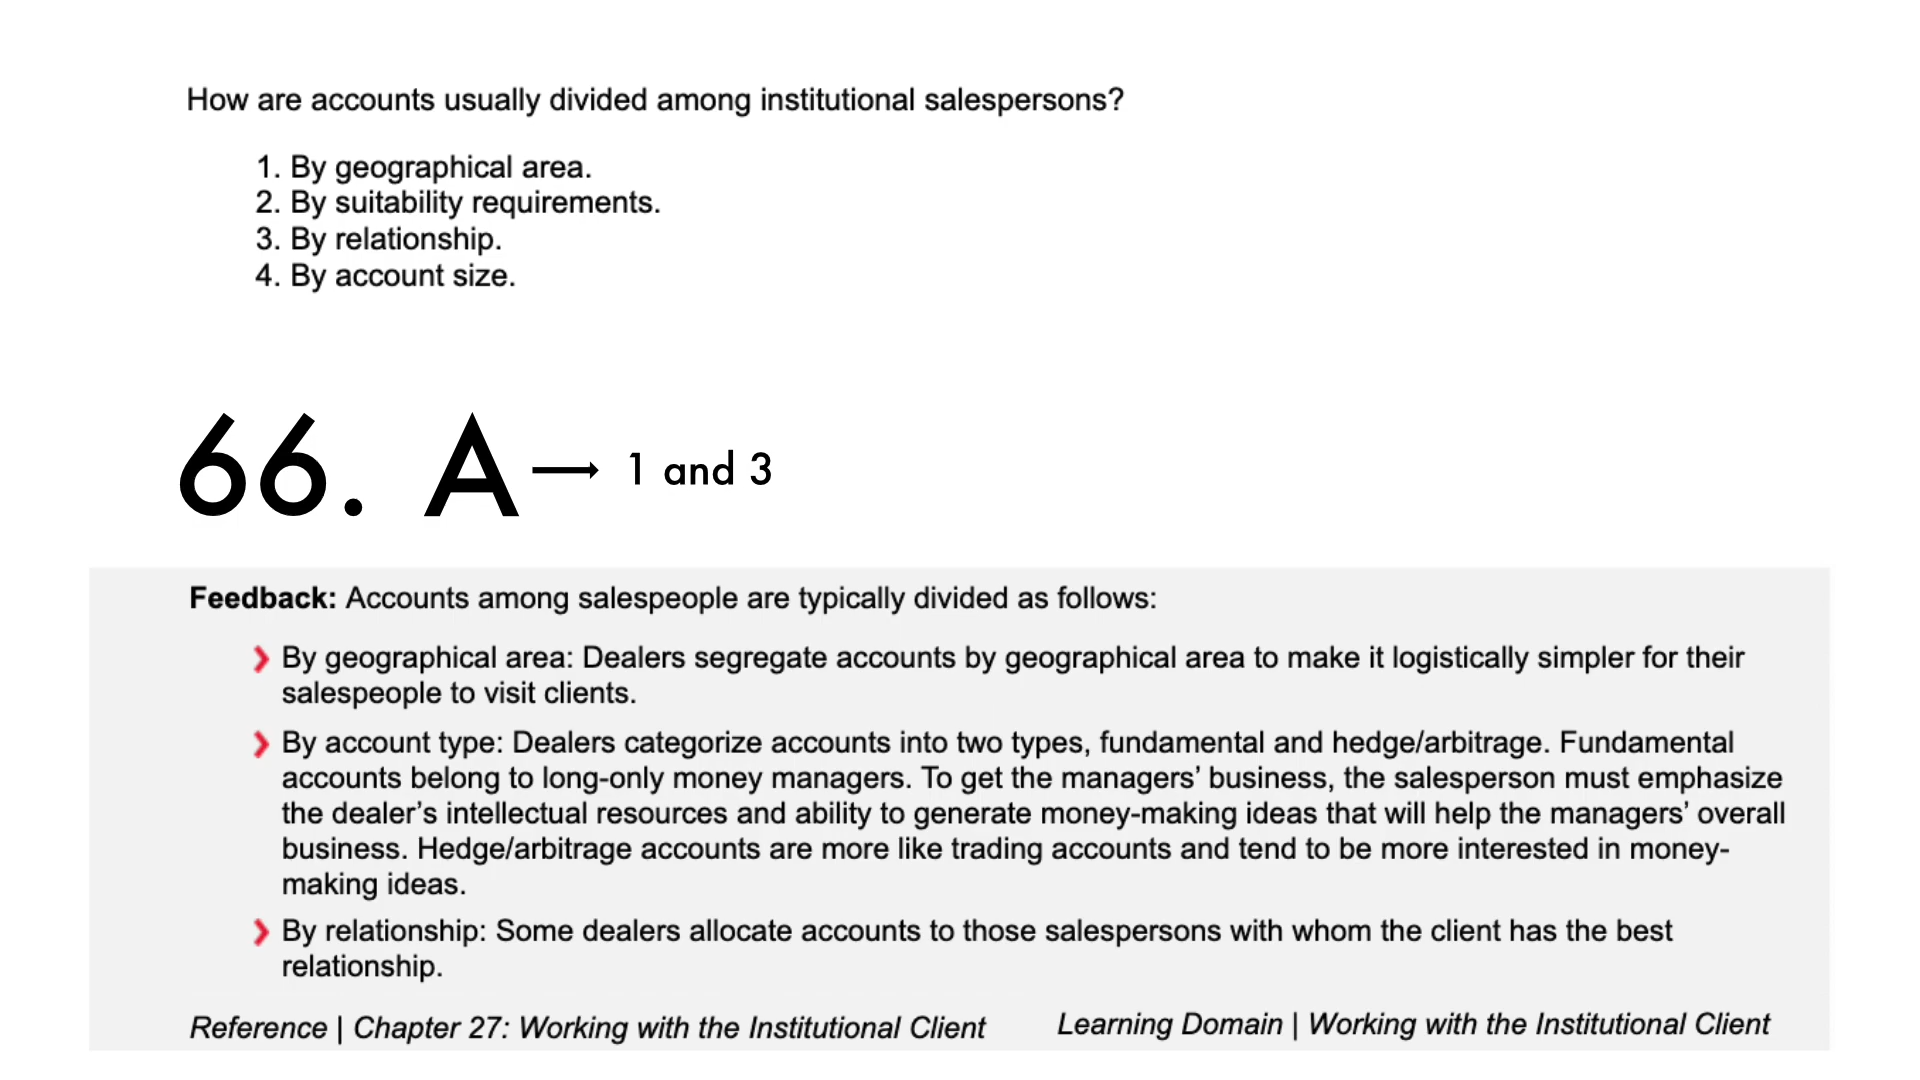 How are accounts usually divided among institutional salespersons?
1. By geographical area.
2. By suitability requirements.
3. By relationship.
4. By account size.
66. A → 1 and 3
Feedback: Accounts among salespeople are typically divided as follows:
❯ By geographical area: Dealers segregate accounts by geographical area to make it logistically simpler for their
salespeople to visit clients.
❯ By account type: Dealers categorize accounts into two types, fundamental and hedge/arbitrage. Fundamental
accounts belong to long-only money managers. To get the managers’ business, the salesperson must emphasize
the dealer’s intellectual resources and ability to generate money-making ideas that will help the managers’ overall
business. Hedge/arbitrage accounts are more like trading accounts and tend to be more interested in money-
making ideas.
❯ By relationship: Some dealers allocate accounts to those salespersons with whom the client has the best
relationship.
Reference | Chapter 27: Working with the Institutional Client
Learning Domain | Working with the Institutional Client